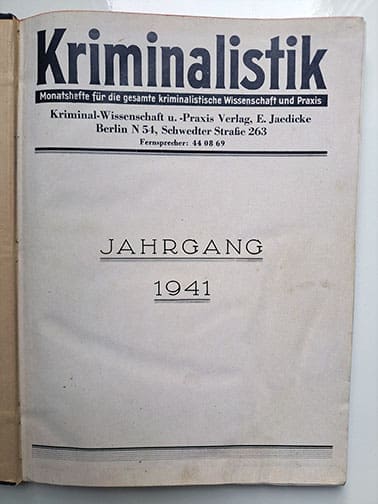 Kriminalistik
Monatshefte für die gesamte kriminalistische Wissenschaft und Praxis
Kriminal-Wissenschaft u. -Praxis Verlag, E. Jaedicke
Berlin N 54, Schwedter Straße 263
Fernsprecher: 44 08 69
JAHRGANG
1941